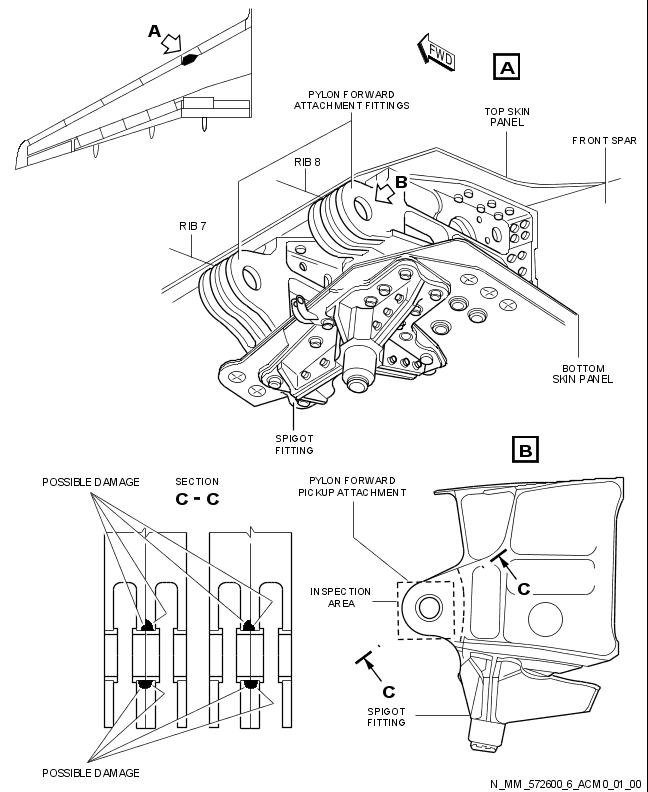 A
FWD
A
PYLON FORWARD
ATTACHMENT FITTINGS
TOP SKIN
PANEL
FRONT SPAR
RIB 8
B
RIB 7
BOTTOM
SKIN PANEL
SPIGOT
FITTING
B
POSSIBLE DAMAGE
SECTION
C - C
PYLON FORWARD
PICKUP ATTACHMENT
INSPECTION
AREA
C
C
SPIGOT
FITTING
POSSIBLE DAMAGE
N_MM_572600_6_ACM0_01_00